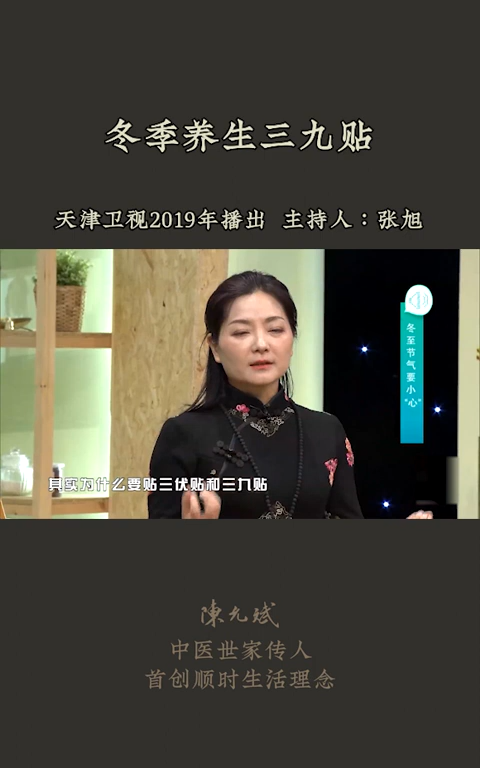 冬季养生三九贴
天津卫视2019年播出 主持人：张旭
冬至节气要小“心”
其实为什么要贴三伏贴和三九贴
陳允斌
中医世家传人
首创顺时生活理念